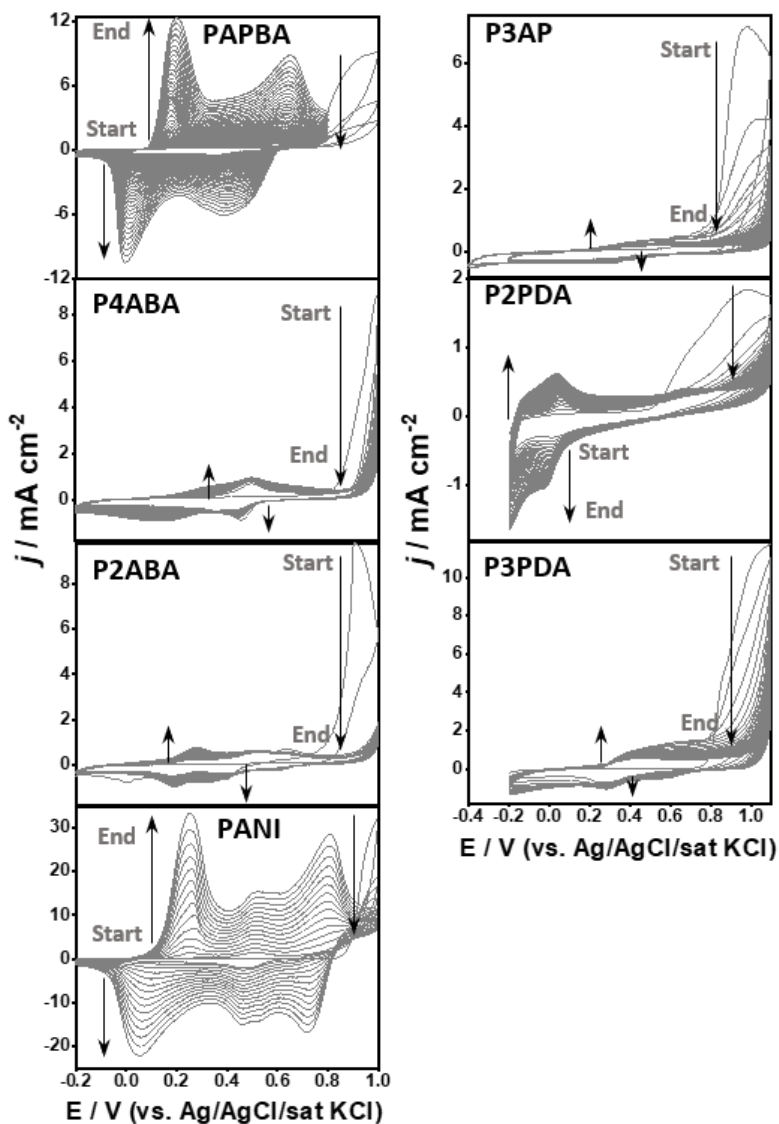 12
6
0
-6
-12
End
PAPBA
Start
8
6
4
2
0
P4ABA
Start
End
8
6
4
2
0
P2ABA
Start
End
30
20
10
0
-10
-20
End
PANI
Start
-0.2 0.0 0.2 0.4 0.6 0.8 1.0
E / V (vs. Ag/AgCl/sat KCl)
j / mA cm-2
6
4
2
0
P3AP
Start
End
2
1
0
-1
P2PDA
Start
End
10
8
6
4
2
0
P3PDA
Start
End
-0.4 -0.2 0.0 0.2 0.4 0.6 0.8 1.0
E / V (vs. Ag/AgCl/sat KCl)
j / mA cm-2